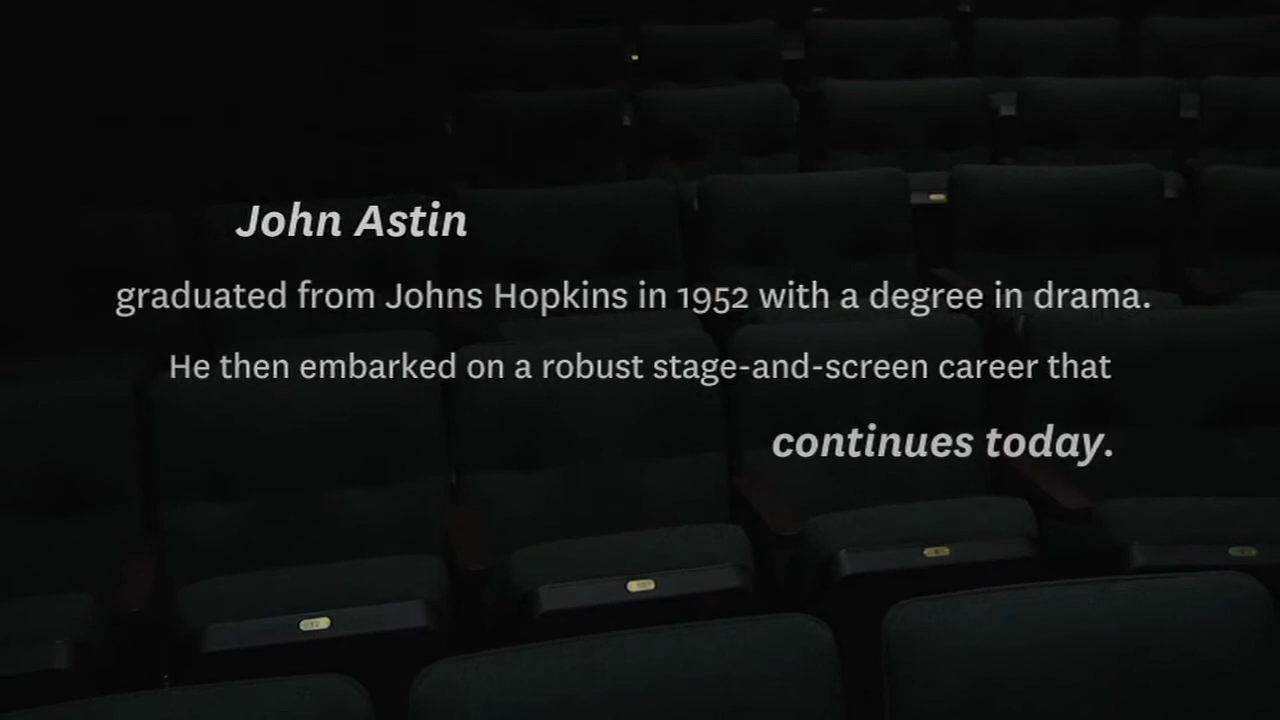 John Astin
graduated from Johns Hopkins in 1952 with a degree in drama.
He then embarked on a robust stage-and-screen career that
continues today.